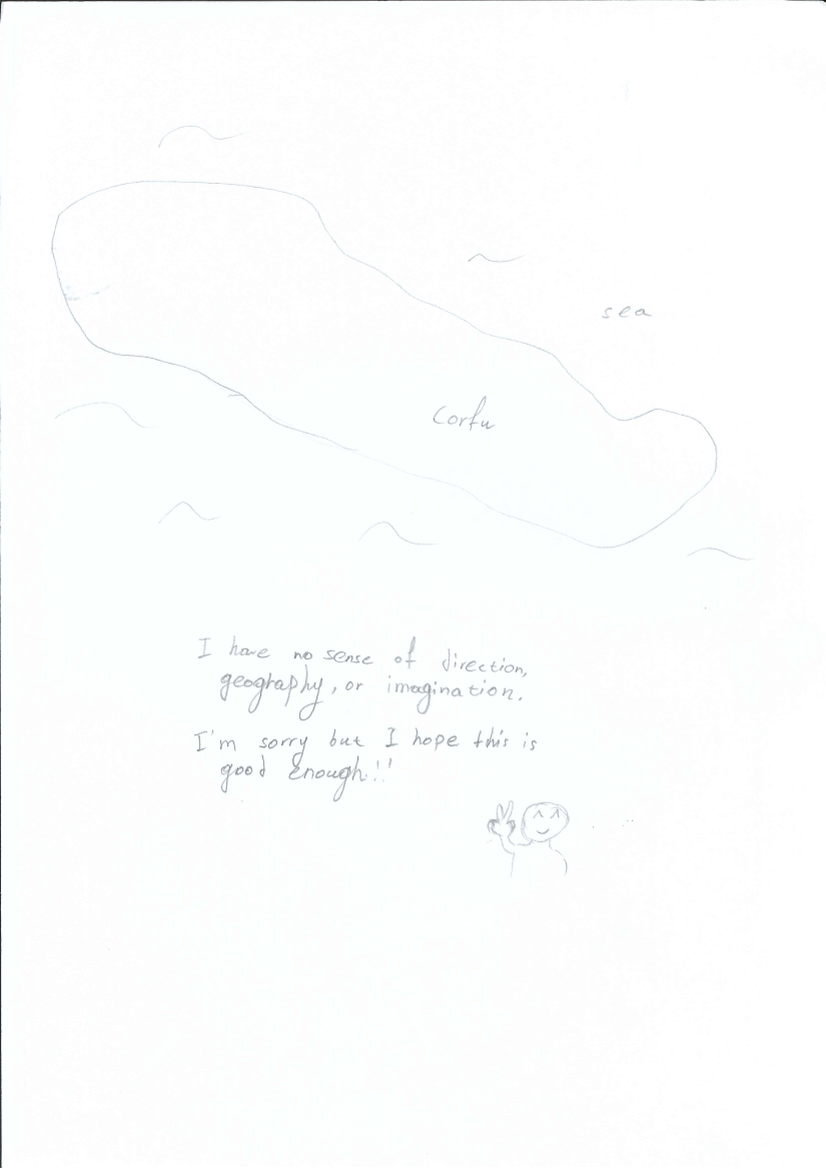 sea
Corfu
I have no sense of direction,
geography, or imagination.
I'm sorry but I hope this is
good enough!!